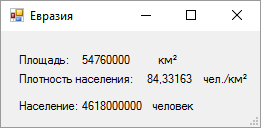 Евразия
Площадь: 54760000 км²
Плотность населения: 84,33163 чел./км²
Население: 4618000000 человек